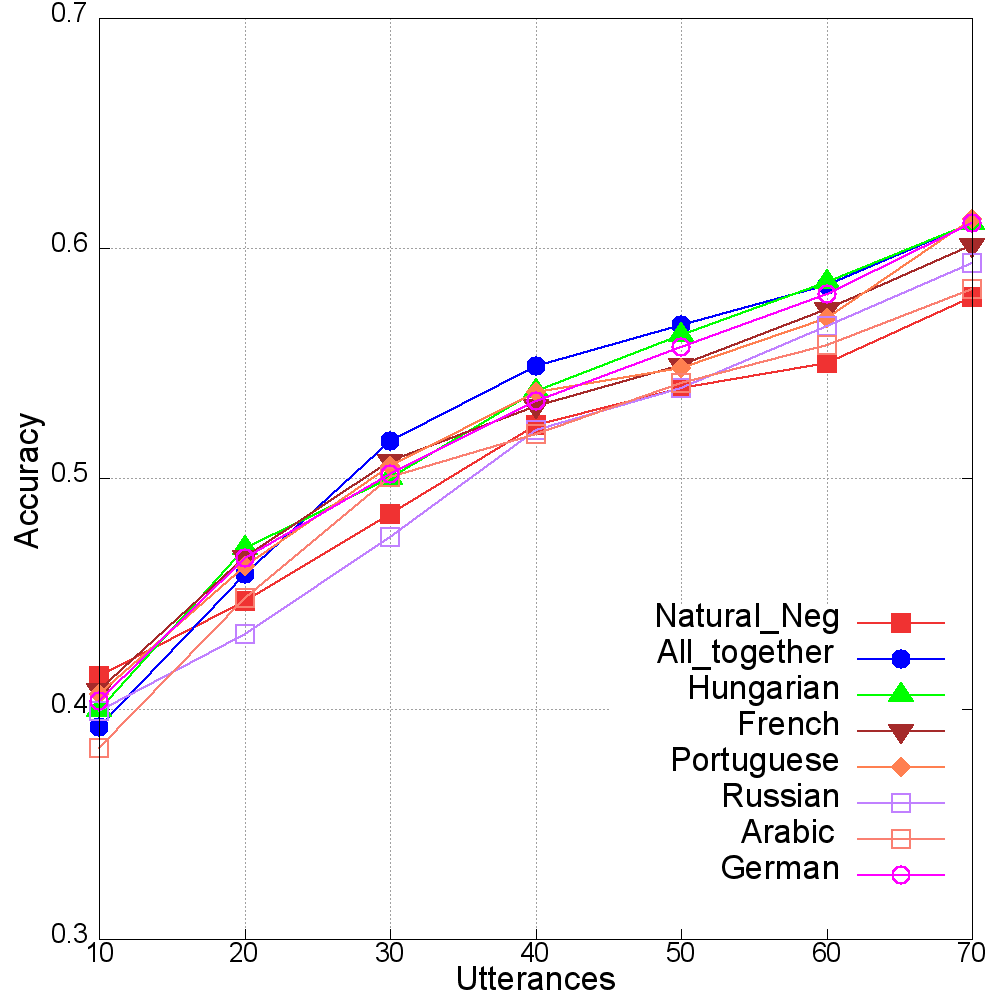 0.7
0.6
0.5
0.4
0.3
Accuracy
10 20 30 40 50 60 70
Utterances
Natural_Neg
All_together
Hungarian
French
Portuguese
Russian
Arabic
German